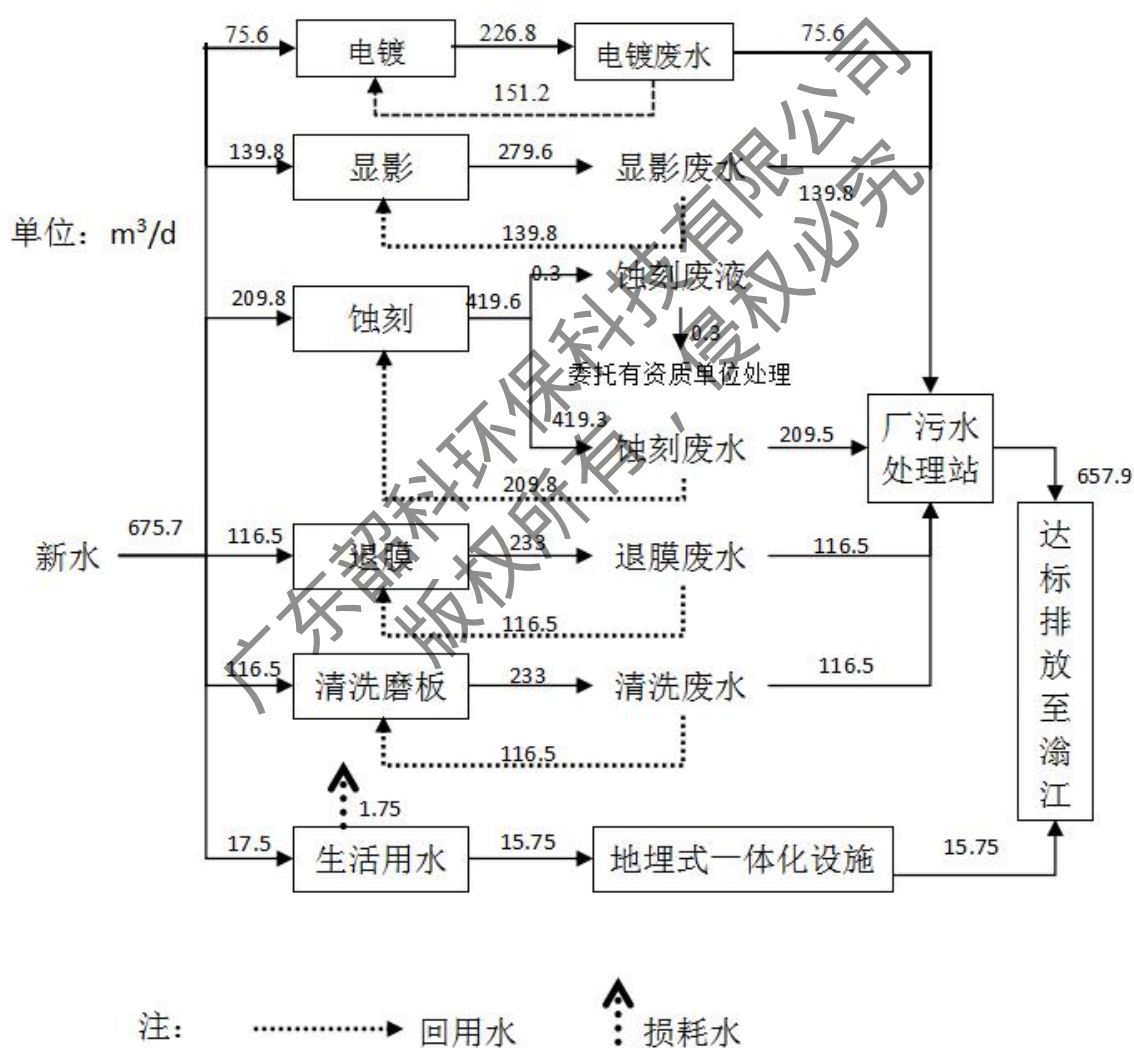 75.6
电镀
226.8
电镀废水
75.6
151.2
139.8
显影
279.6
显影废水
139.8
139.8
单位：m³/d
209.8
蚀刻
419.6
0.3
蚀刻废液
0.3
委托有资质单位处理
419.3
蚀刻废水
209.5
厂污水
处理站
657.9
209.8
新水
675.7
116.5
退膜
233
退膜废水
116.5
116.5
116.5
清洗磨板
233
清洗废水
116.5
116.5
达标排放至滃江
1.75
17.5
生活用水
15.75
地埋式一体化设施
15.75
注：
回用水
损耗水
广东韶科环保科技有限公司
版权所有，侵权必究